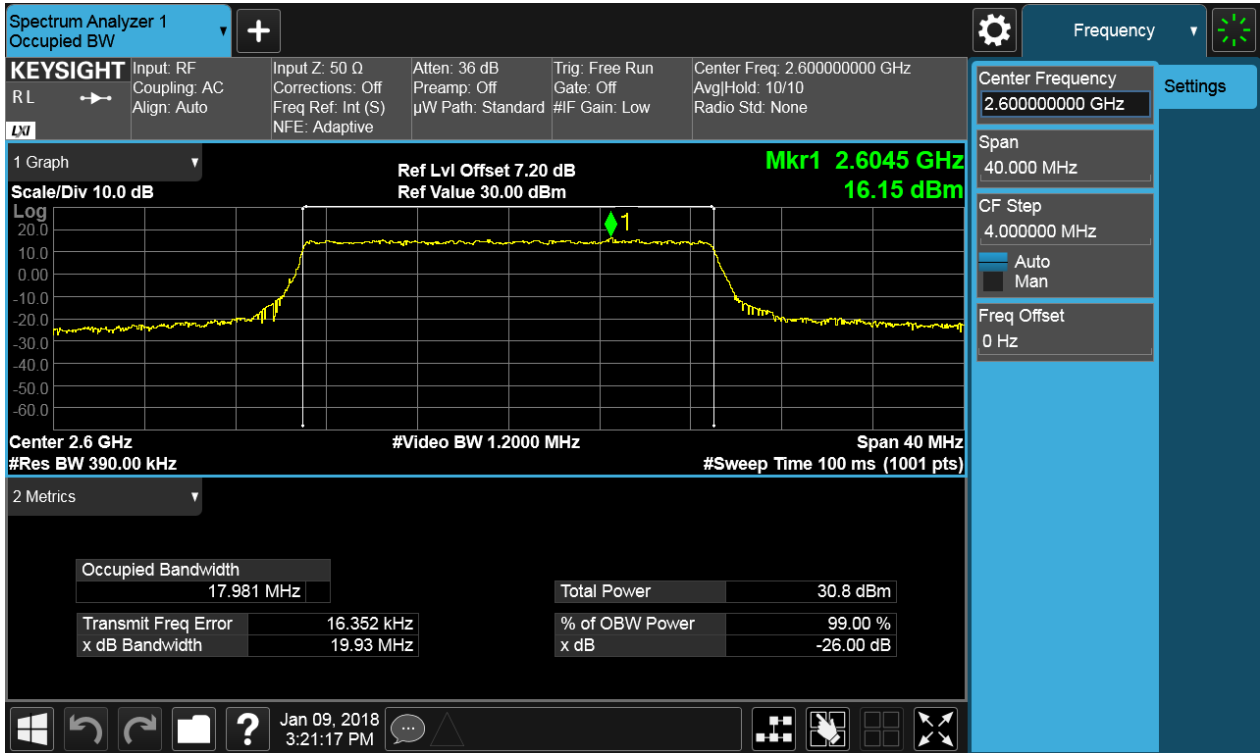 Spectrum Analyzer 1
Occupied BW
+
Frequency
KEYSIGHT
RL
LXI
Input: RF
Coupling: AC
Align: Auto
Input Z: 50 Ω
Corrections: Off
Freq Ref: Int (S)
NFE: Adaptive
Atten: 36 dB
Preamp: Off
µW Path: Standard
Trig: Free Run
Gate: Off
#IF Gain: Low
Center Freq: 2.600000000 GHz
Avg|Hold: 10/10
Radio Std: None
Center Frequency
2.600000000 GHz
Settings
Span
40.000 MHz
CF Step
4.000000 MHz
Auto
Man
Freq Offset
0 Hz
1 Graph
Scale/Div 10.0 dB
Ref Lvl Offset 7.20 dB
Ref Value 30.00 dBm
Mkr1 2.6045 GHz
16.15 dBm
Log
1
20.0
10.0
0.00
-10.0
-20.0
-30.0
-40.0
-50.0
-60.0
Center 2.6 GHz
#Video BW 1.2000 MHz
Span 40 MHz
#Res BW 390.00 kHz
#Sweep Time 100 ms (1001 pts)
2 Metrics
Occupied Bandwidth
17.981 MHz
Total Power 30.8 dBm
Transmit Freq Error 16.352 kHz
% of OBW Power 99.00 %
x dB Bandwidth 19.93 MHz
x dB -26.00 dB
?
Jan 09, 2018
3:21:17 PM